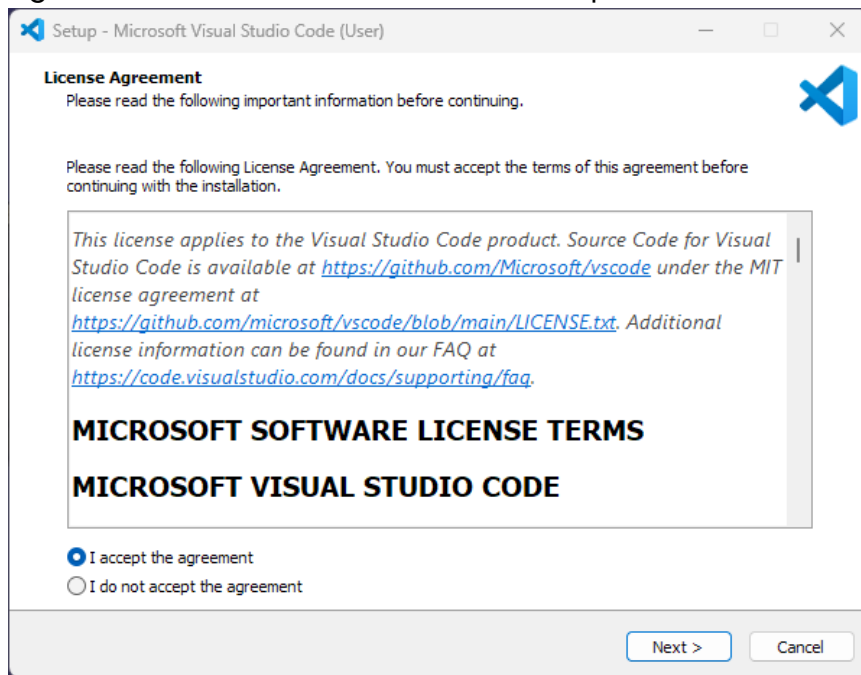 Setup - Microsoft Visual Studio Code (User)
License Agreement
Please read the following important information before continuing.
Please read the following License Agreement. You must accept the terms of this agreement before
continuing with the installation.
This license applies to the Visual Studio Code product. Source Code for Visual
Studio Code is available at https://github.com/Microsoft/vscode under the MIT
license agreement at
https://github.com/microsoft/vscode/blob/main/LICENSE.txt. Additional
license information can be found in our FAQ at
https://code.visualstudio.com/docs/supporting/faq.
MICROSOFT SOFTWARE LICENSE TERMS
MICROSOFT VISUAL STUDIO CODE
I accept the agreement
I do not accept the agreement
Next >
Cancel